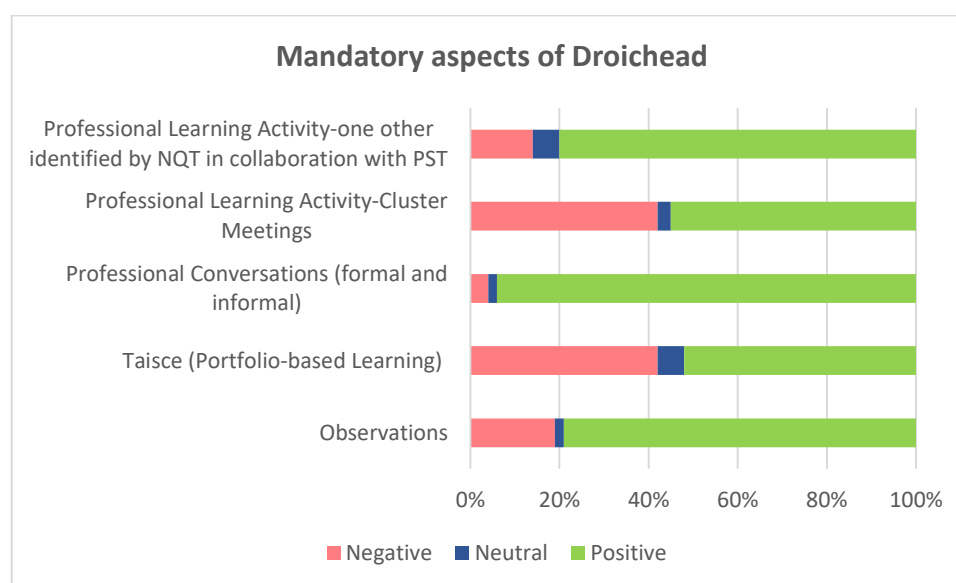 Mandatory aspects of Droichead
Professional Learning Activity-one other
identified by NQT in collaboration with PST
Professional Learning Activity-Cluster
Meetings
Professional Conversations (formal and
informal)
Taisce (Portfolio-based Learning)
Observations
0% 20% 40% 60% 80% 100%
Negative Neutral Positive